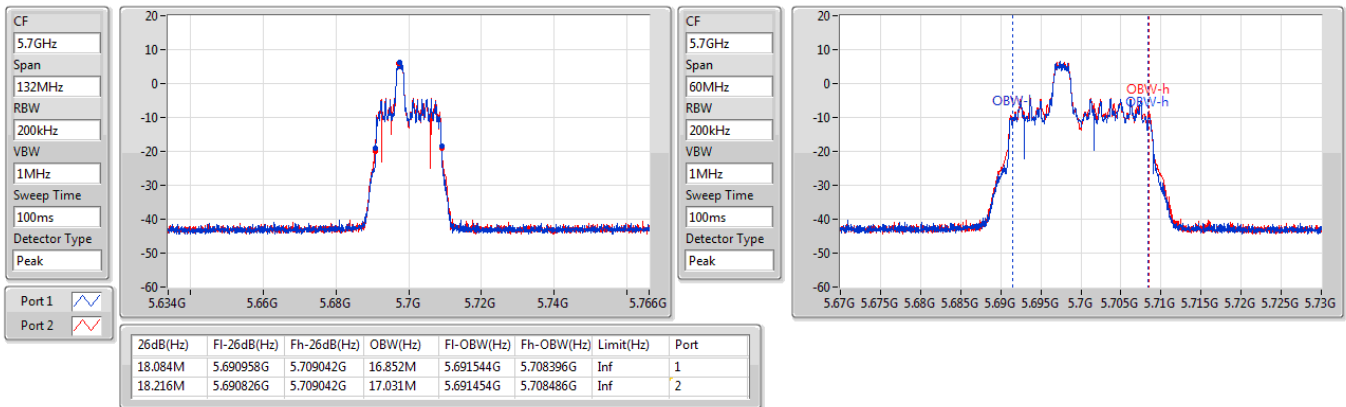 CF
5.7GHz
Span
132MHz
RBW
200kHz
VBW
1MHz
Sweep Time
100ms
Detector Type
Peak
Port 1
Port 2
20
10
0
-10
-20
-30
-40
-50
-60
5.634G 5.66G 5.68G 5.7G 5.72G 5.74G 5.766G
CF
5.7GHz
Span
60MHz
RBW
200kHz
VBW
1MHz
Sweep Time
100ms
Detector Type
Peak
20
10
0
-10
-20
-30
-40
-50
-60
OBW-h
OBW-h
5.67G 5.675G 5.68G 5.685G 5.69G 5.695G 5.7G 5.705G 5.71G 5.715G 5.72G 5.725G 5.73G
26dB(Hz) Fl-26dB(Hz) Fh-26dB(Hz) OBW(Hz) Fl-OBW(Hz) Fh-OBW(Hz) Limit(Hz) Port
18.084M 5.690958G 5.709042G 16.852M 5.691544G 5.708396G Inf 1
18.216M 5.690826G 5.709042G 17.031M 5.691454G 5.708486G Inf 2